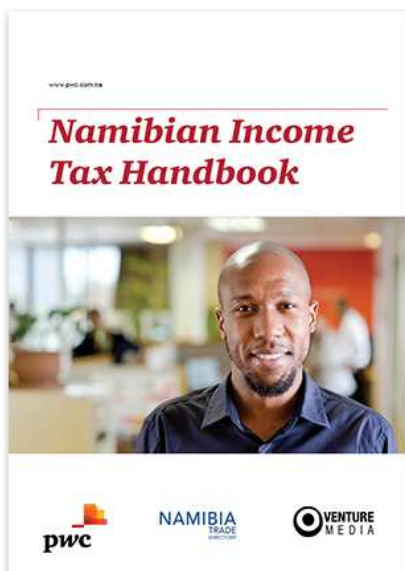 www.pwc.com.na
Namibian Income
Tax Handbook
pwc
NAMIBIA
TRADE
DIRECTORY
VENTURE
MEDIA